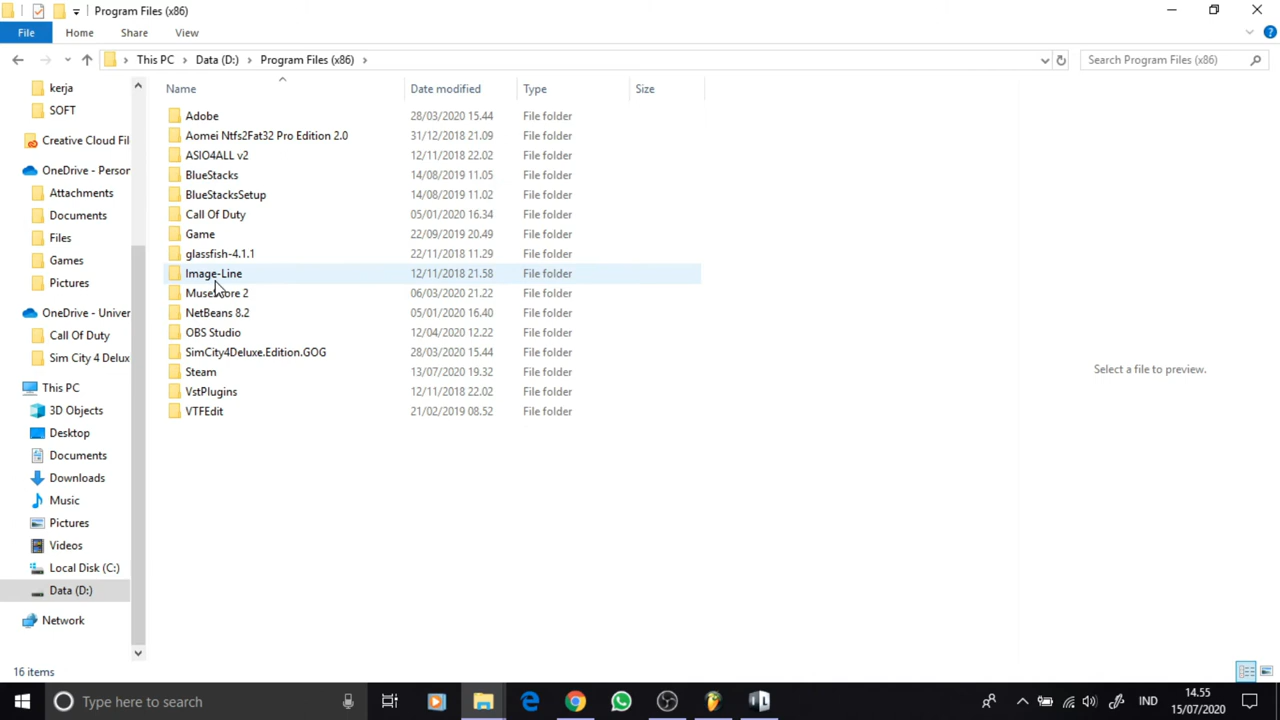 Program Files (x86)
File Home Share View
This PC Data (D:) Program Files (x86) Search Program Files (x86)
Name Date modified Type Size
kerja
SOFT
Creative Cloud Fil
OneDrive - Person
Attachments
Documents
Files
Games
Pictures
OneDrive - Univer
Call Of Duty
Sim City 4 Delux
This PC
3D Objects
Desktop
Documents
Downloads
Music
Pictures
Videos
Local Disk (C:)
Data (D:)
Network
Adobe 28/03/2020 15.44 File folder
Aomei Ntfs2Fat32 Pro Edition 2.0 31/12/2018 21.09 File folder
ASIO4ALL v2 12/11/2018 22.02 File folder
BlueStacks 14/08/2019 11.05 File folder
BlueStacksSetup 14/08/2019 11.02 File folder
Call Of Duty 05/01/2020 16.34 File folder
Game 22/09/2019 20.49 File folder
glassfish-4.1.1 22/11/2018 11.29 File folder
Image-Line 12/11/2018 21.58 File folder
MuseScore 2 06/03/2020 21.22 File folder
NetBeans 8.2 05/01/2020 16.40 File folder
OBS Studio 12/04/2020 12.22 File folder
SimCity4Deluxe.Edition.GOG 28/03/2020 15.44 File folder
Steam 13/07/2020 19.32 File folder
VstPlugins 12/11/2018 22.02 File folder
VTFEdit 21/02/2019 08.52 File folder
Select a file to preview.
16 items
Type here to search
IND
14.55
15/07/2020